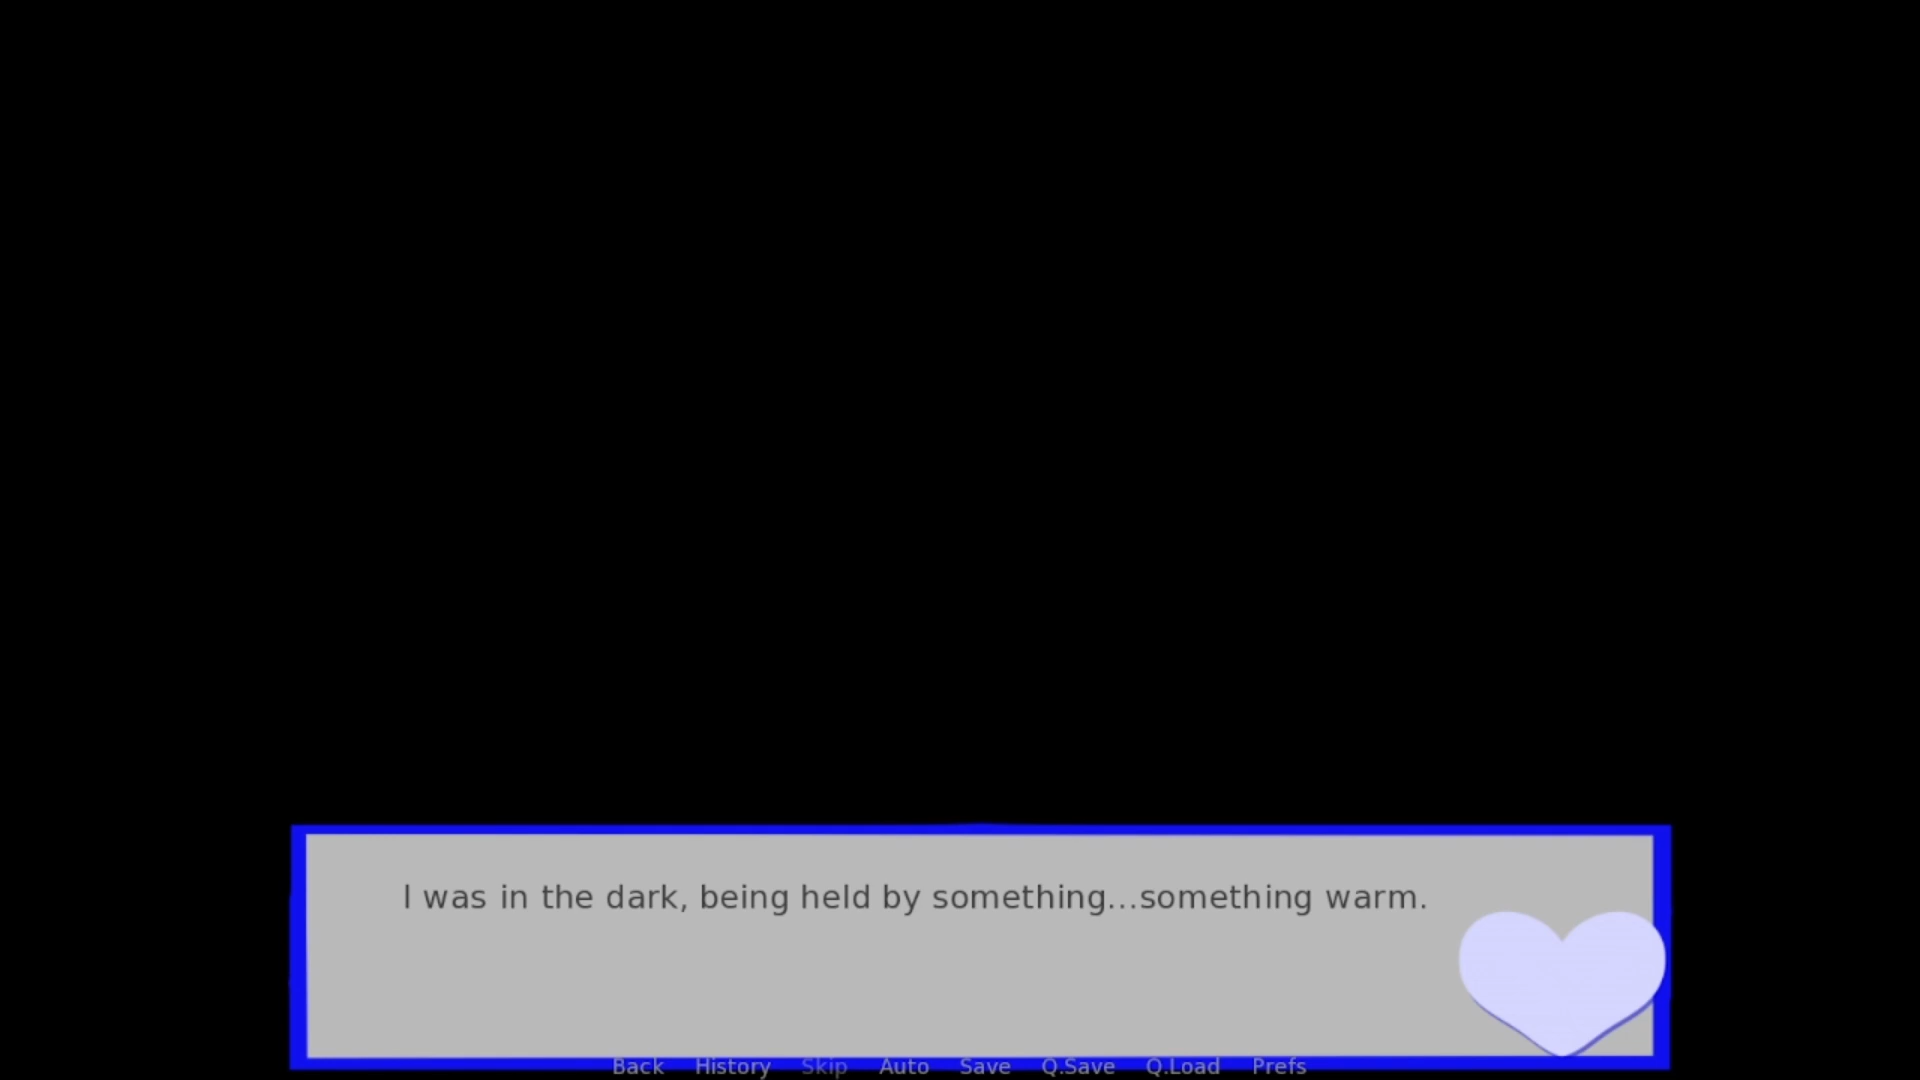 I was in the dark, being held by something...something warm.
Back History Skip Auto Save Q.Save Q.Load Prefs